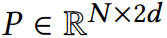 P ∈ ℝ^{N×2d}